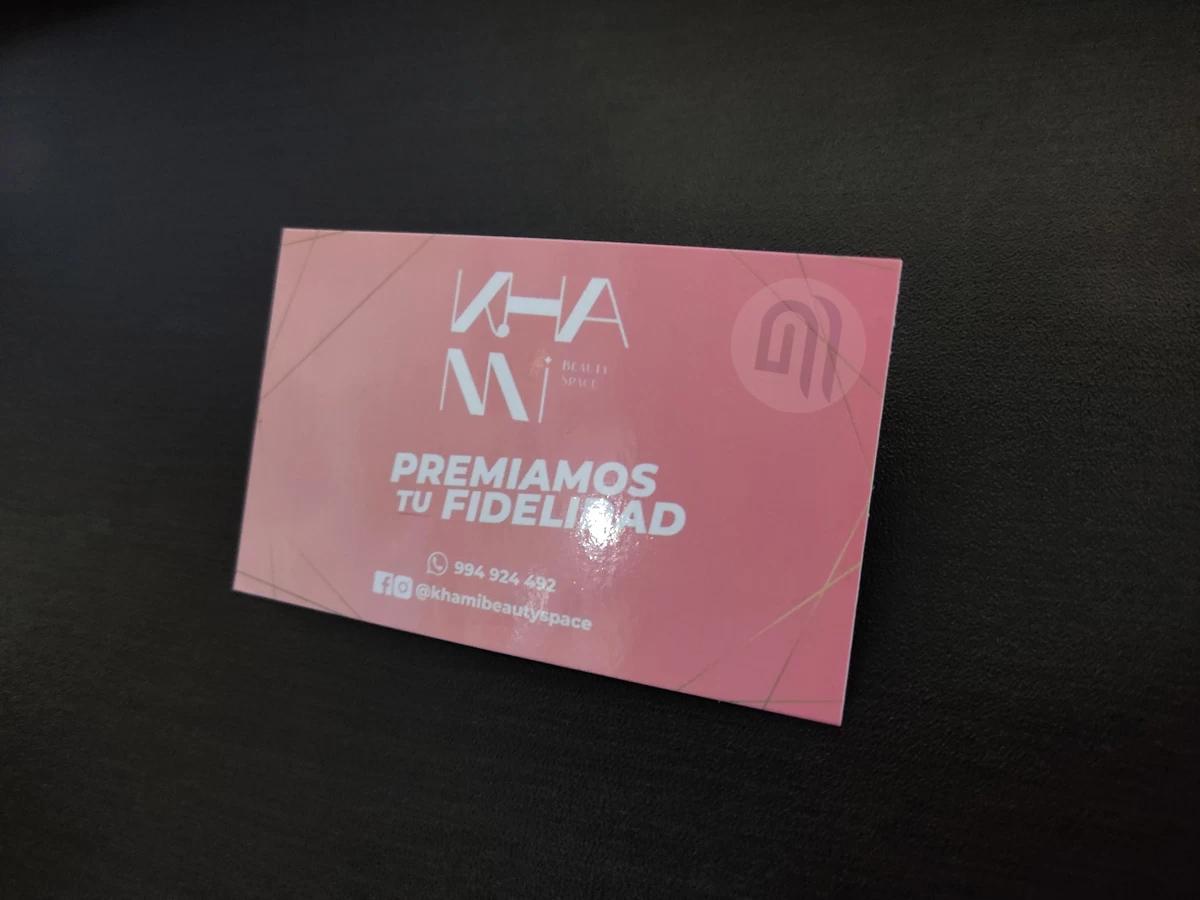 KHA
Mi
BEAUTY
SPACE
PREMIAMOS
TU FIDELIDAD
994 924 492
@khamibeautyspace